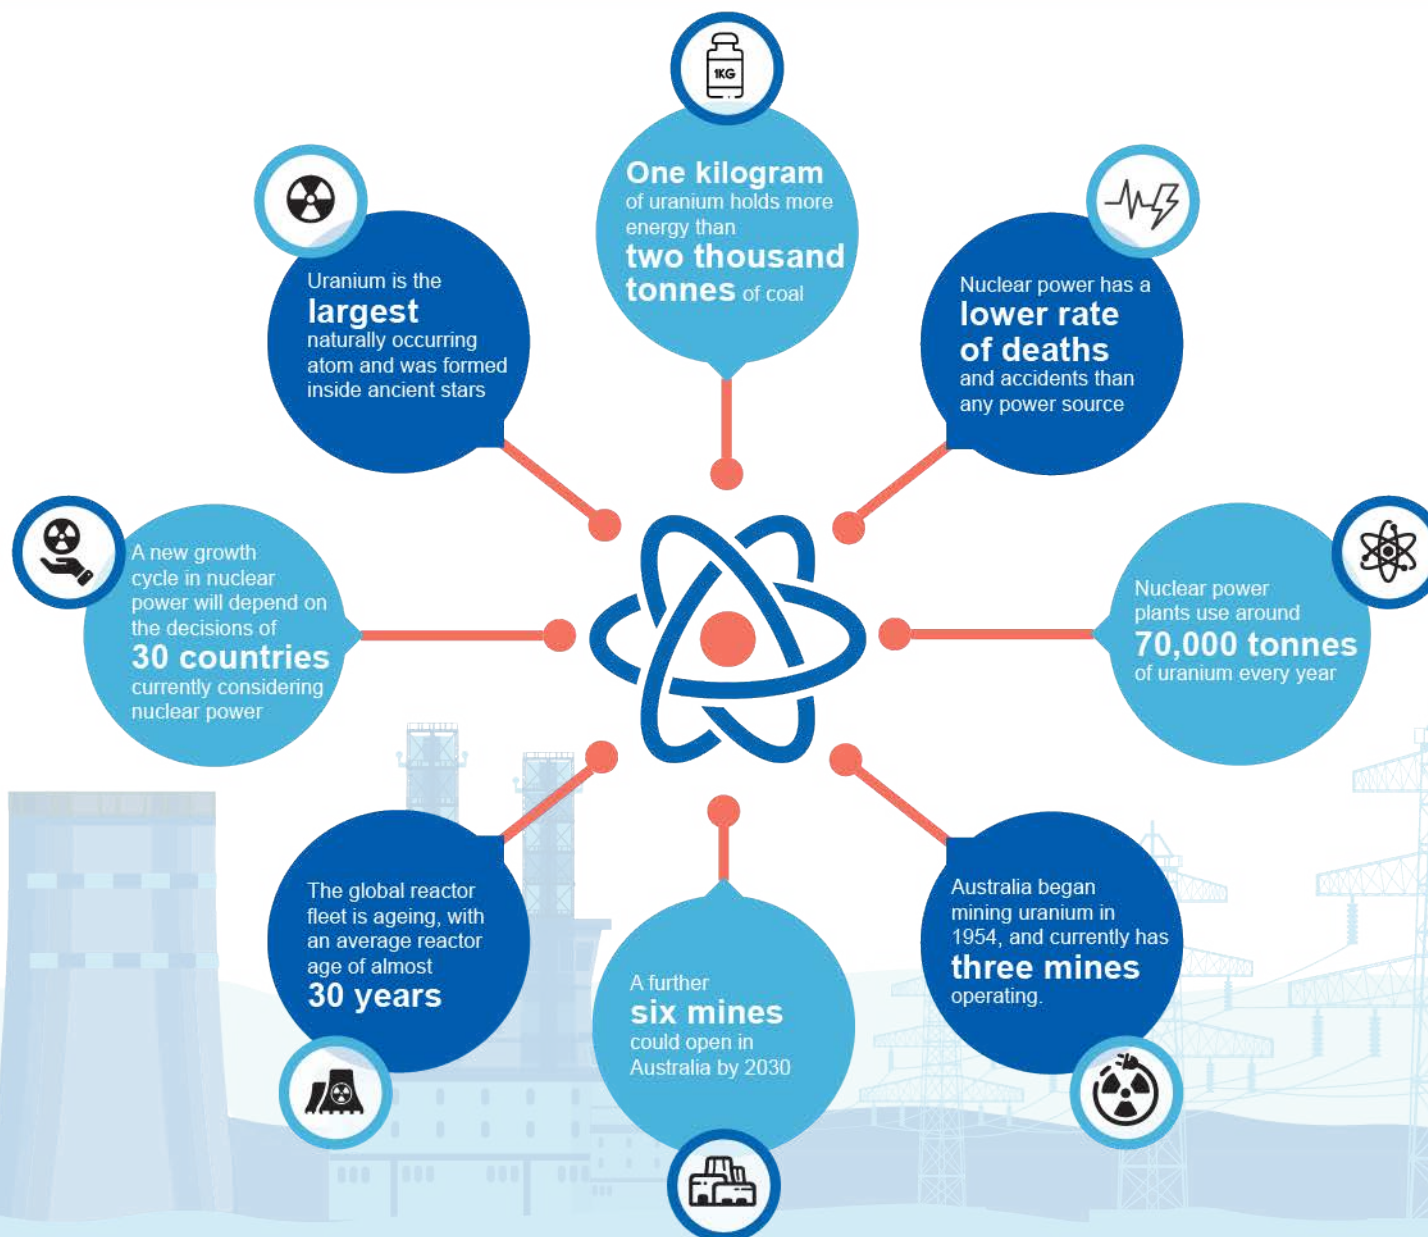 1KG
One kilogram
of uranium holds more
energy than
two thousand
tonnes of coal
Uranium is the
largest
naturally occurring
atom and was formed
inside ancient stars
Nuclear power has a
lower rate
of deaths
and accidents than
any power source
A new growth
cycle in nuclear
power will depend on
the decisions of
30 countries
currently considering
nuclear power
Nuclear power
plants use around
70,000 tonnes
of uranium every year
The global reactor
fleet is ageing, with
an average reactor
age of almost
30 years
A further
six mines
could open in
Australia by 2030
Australia began
mining uranium in
1954, and currently has
three mines
operating.